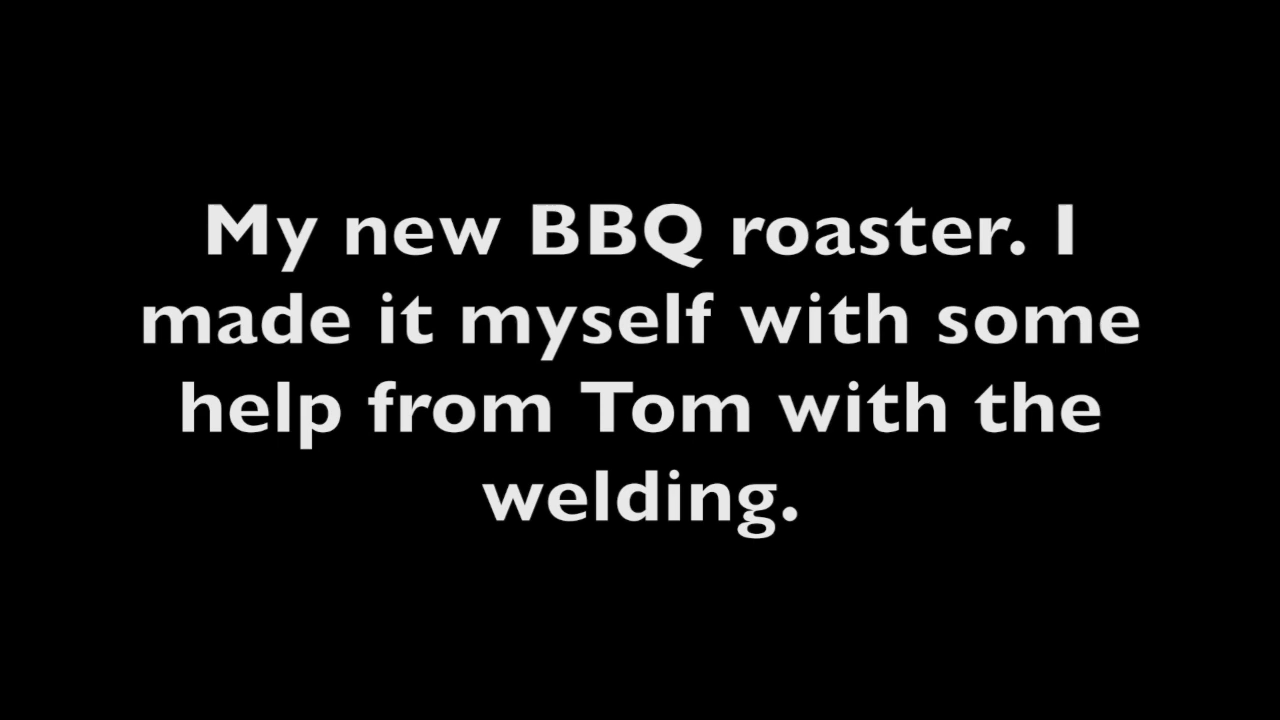 My new BBQ roaster. I
made it myself with some
help from Tom with the
welding.